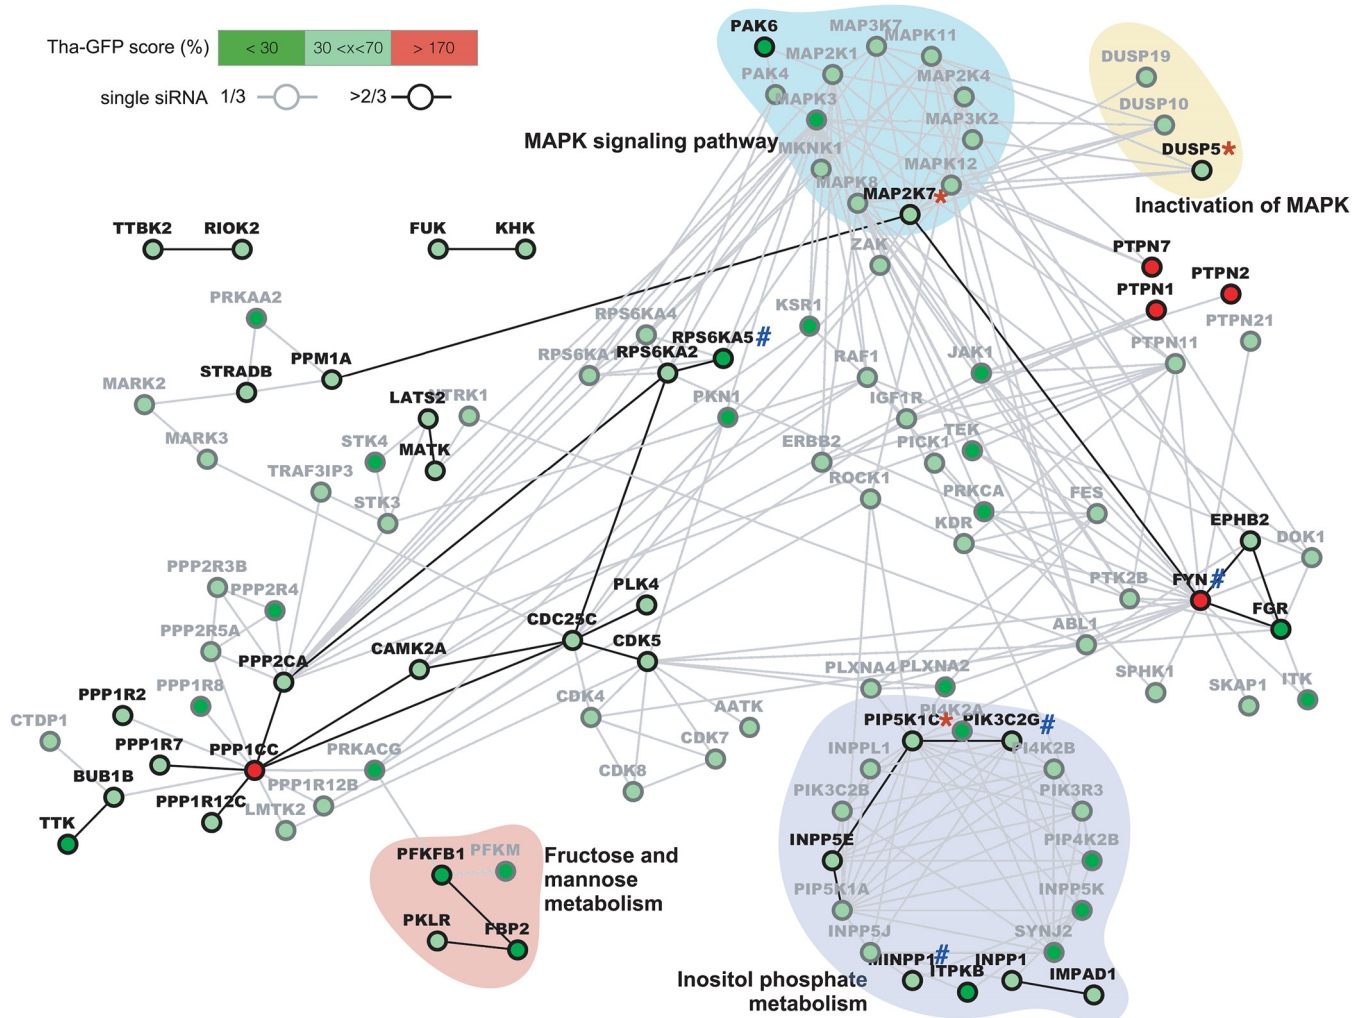 Tha-GFP score (%)
< 30
30 <x<70
> 170
single siRNA
1/3
>2/3
PAK6
MAP3K7
MAPK11
MAP2K1
PAK4
MAP2K4
MAPK3
MAP3K2
MAPK signaling pathway
MKNK1
MAPK12
MAPK8
MAP2K7*
DUSP19
DUSP10
DUSP5*
Inactivation of MAPK
TTBK2
RIOK2
FUK
KHK
ZAK
PTPN7
PTPN2
PTPN1
PTPN21
PTPN11
PRKAA2
STRADB
PPM1A
MARK2
MARK3
RPS6KA4
RPS6KA5 #
RPS6KA1
RPS6KA2
KSR1
RAF1
JAK1
LATS2
NTRK1
MATK
STK4
TRAF3IP3
STK3
PKN1
IGF1R
ERBB2
PICK1
TEK
ROCK1
PRKCA
KDR
FES
EPHB2
DOK1
PTK2B
FYN #
FGR
ABL1
PPP2R3B
PPP2R4
PPP2R5A
PPP2CA
PPP1R8
PPP1R2
CTDP1
PPP1R7
PPP1CC
BUB1B
PPP1R12C
PPP1R12B
LMTK2
TTK
PRKACG
CAMK2A
CDC25C
PLK4
CDK5
CDK4
AATK
CDK7
CDK8
PLXNA4
PLXNA2
SPHK1
SKAP1
ITK
PI4K2A
PIP5K1C*
PIK3C2G #
INPPL1
PI4K2B
PIK3C2B
PIK3R3
INPP5E
PIP4K2B
PIP5K1A
INPP5K
INPP5J
SYNJ2
MINPP1#
ITPKB
INPP1
IMPAD1
Inositol phosphate
metabolism
PFKFB1
PFKM
PKLR
FBP2
Fructose and
mannose
metabolism